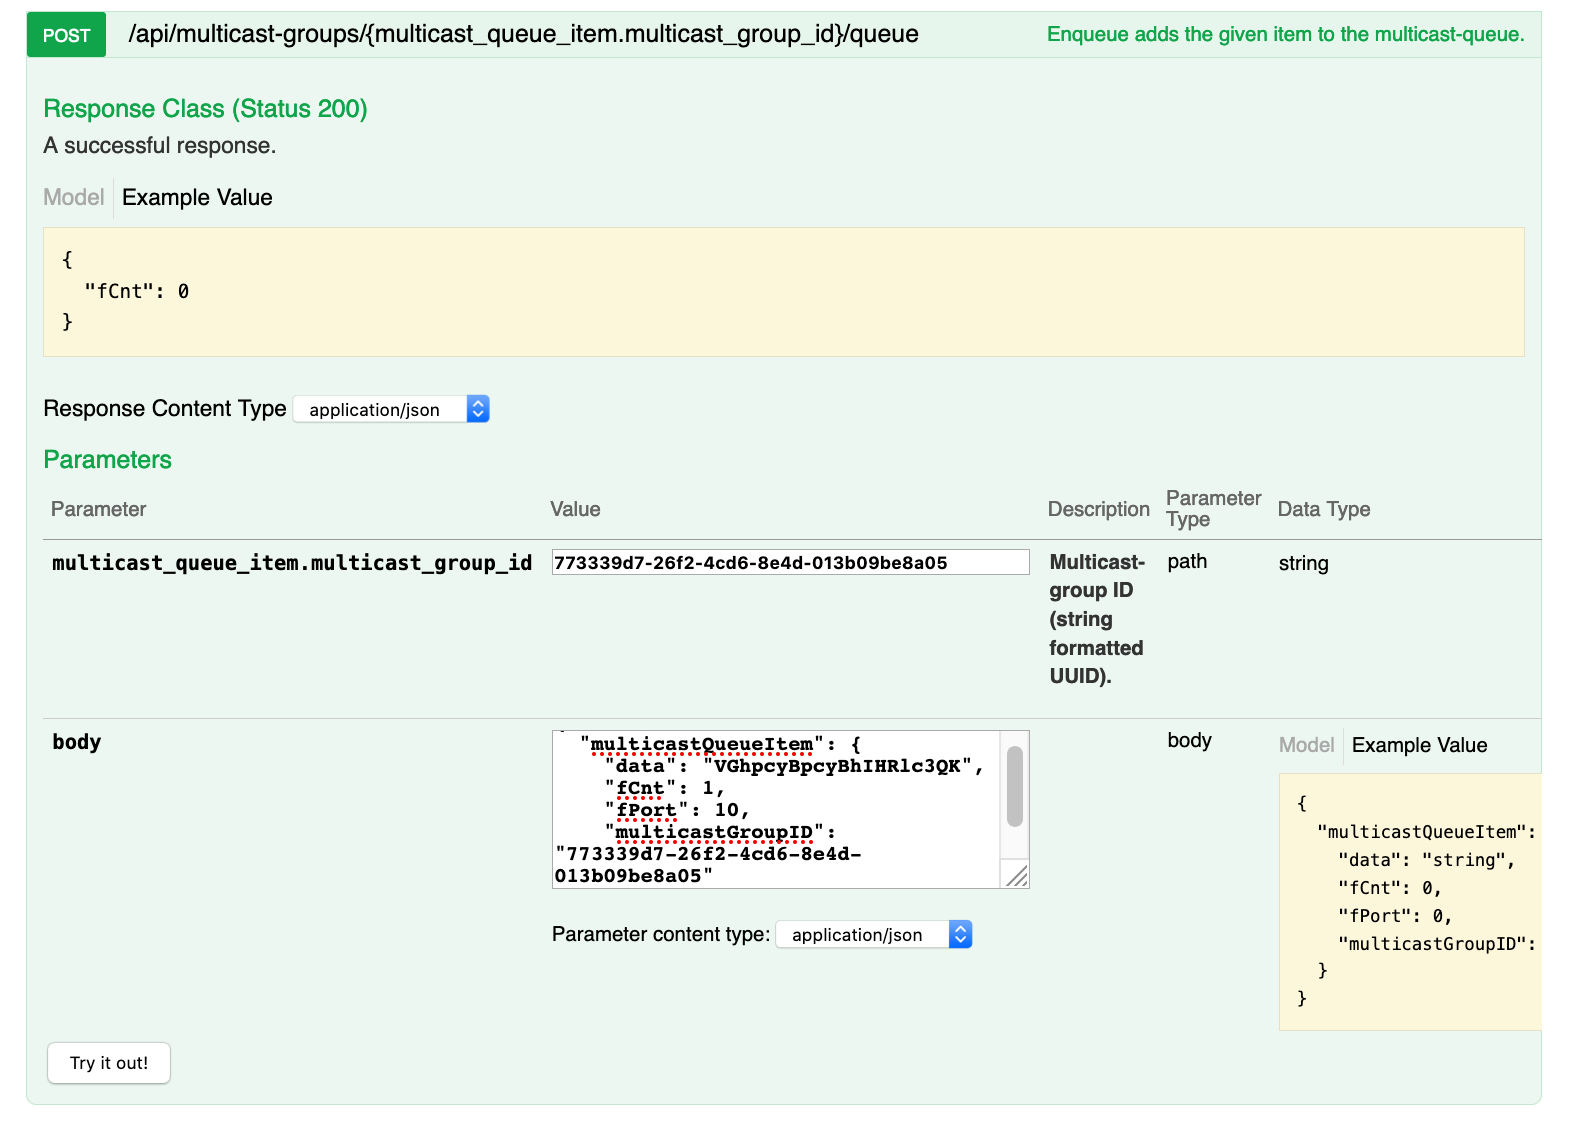 POST /api/multicast-groups/{multicast_queue_item.multicast_group_id}/queue Enqueue adds the given item to the multicast-queue.
Response Class (Status 200)
A successful response.
Model Example Value
{
"fCnt": 0
}
Response Content Type application/json
Parameters
Parameter Value Description Parameter Type Data Type
multicast_queue_item.multicast_group_id 773339d7-26f2-4cd6-8e4d-013b09be8a05 Multicast-
group ID
(string
formatted
UUID).
path string
body
"multicastQueueItem": {
"data": "VGhpcyBpcyBhIHRlc3QK",
"fCnt": 1,
"fPort": 10,
"multicastGroupID":
"773339d7-26f2-4cd6-8e4d-
013b09be8a05"
Parameter content type: application/json
body
Model Example Value
{
"multicastQueueItem":
"data": "string",
"fCnt": 0,
"fPort": 0,
"multicastGroupID":
}
}
Try it out!